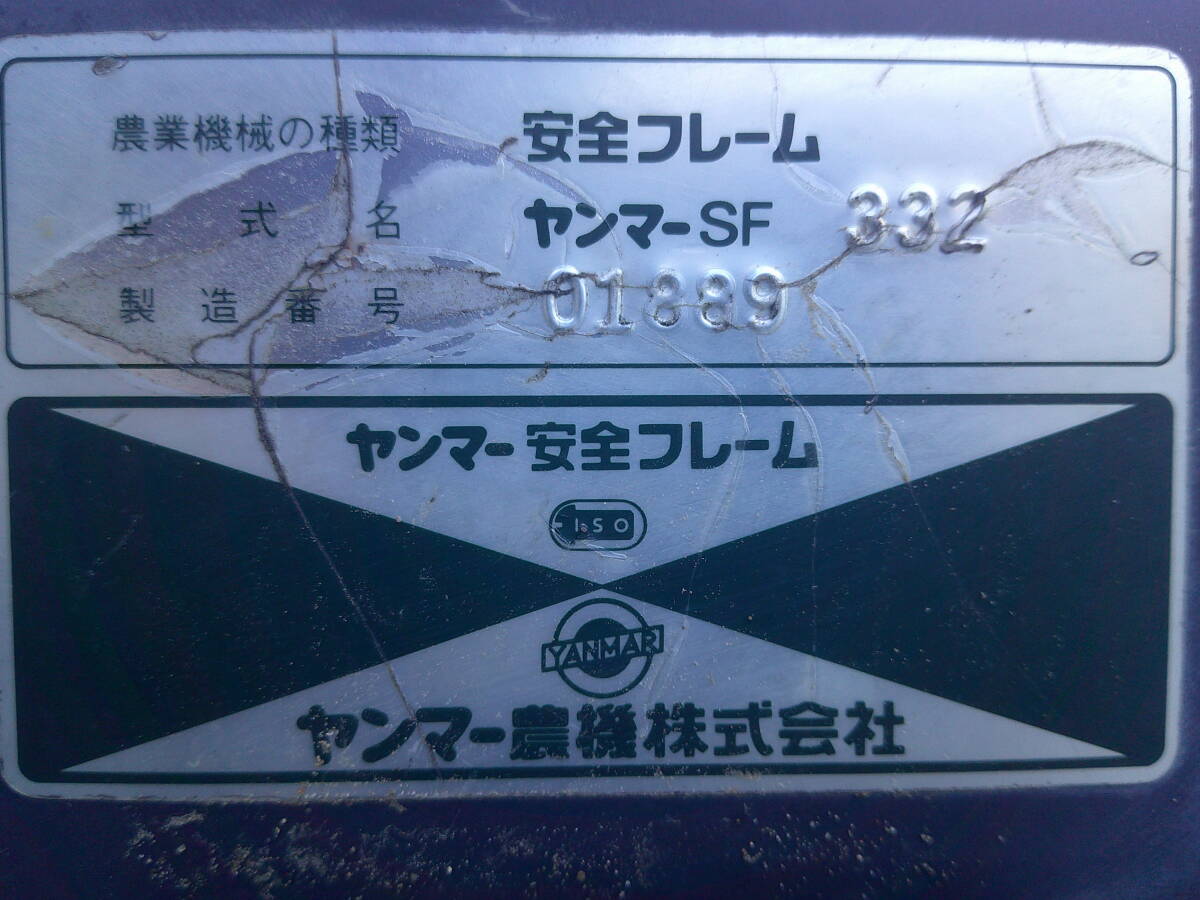 農業機械の種類 安全フレーム
型式名 ヤンマーSF 332
製造番号 01889
ヤンマー安全フレーム
ISO
YANMAR
ヤンマー農機株式会社